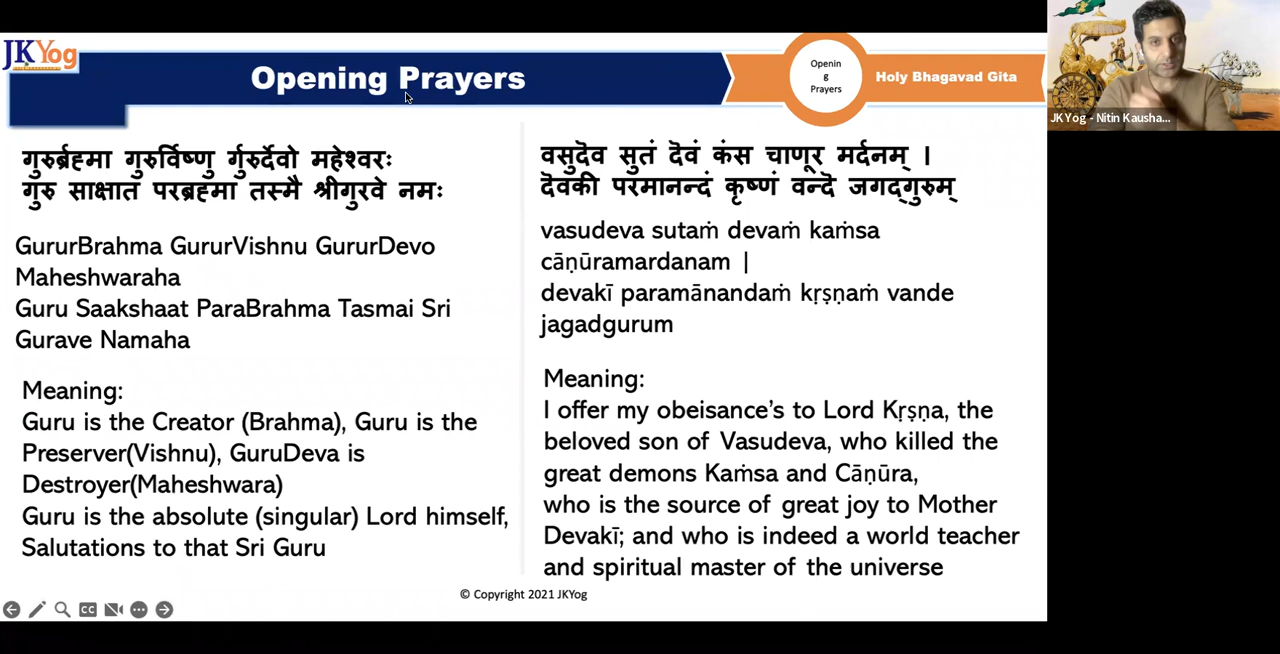 JKYog
Opening Prayers
Openin
g
Prayers
Holy Bhagavad Gita
JKYog - Nitin Kausha...
गुरुर्ब्रह्मा गुरुर्विष्णु र्गुरुर्देवो महेश्वरः
गुरु साक्षात परब्रह्मा तस्मै श्रीगुरवे नमः
GururBrahma GururVishnu GururDevo
Maheshwaraha
Guru Saakshaat ParaBrahma Tasmai Sri
Gurave Namaha
Meaning:
Guru is the Creator (Brahma), Guru is the
Preserver(Vishnu), GuruDeva is
Destroyer(Maheshwara)
Guru is the absolute (singular) Lord himself,
Salutations to that Sri Guru
वसुदॆव सुतं दॆवं कंस चाणूर मर्दनम् ।
दॆवकी परमानन्दं कृष्णं वन्दॆ जगद्गुरुम्
vasudeva sutaṁ devaṁ kaṁsa
cāṇūramardanam |
devakī paramānandaṁ kṛṣṇaṁ vande
jagadgurum
Meaning:
I offer my obeisance's to Lord Kṛṣṇa, the
beloved son of Vasudeva, who killed the
great demons Kaṁsa and Cāṇūra,
who is the source of great joy to Mother
Devakī; and who is indeed a world teacher
and spiritual master of the universe
© Copyright 2021 JKYog
CC